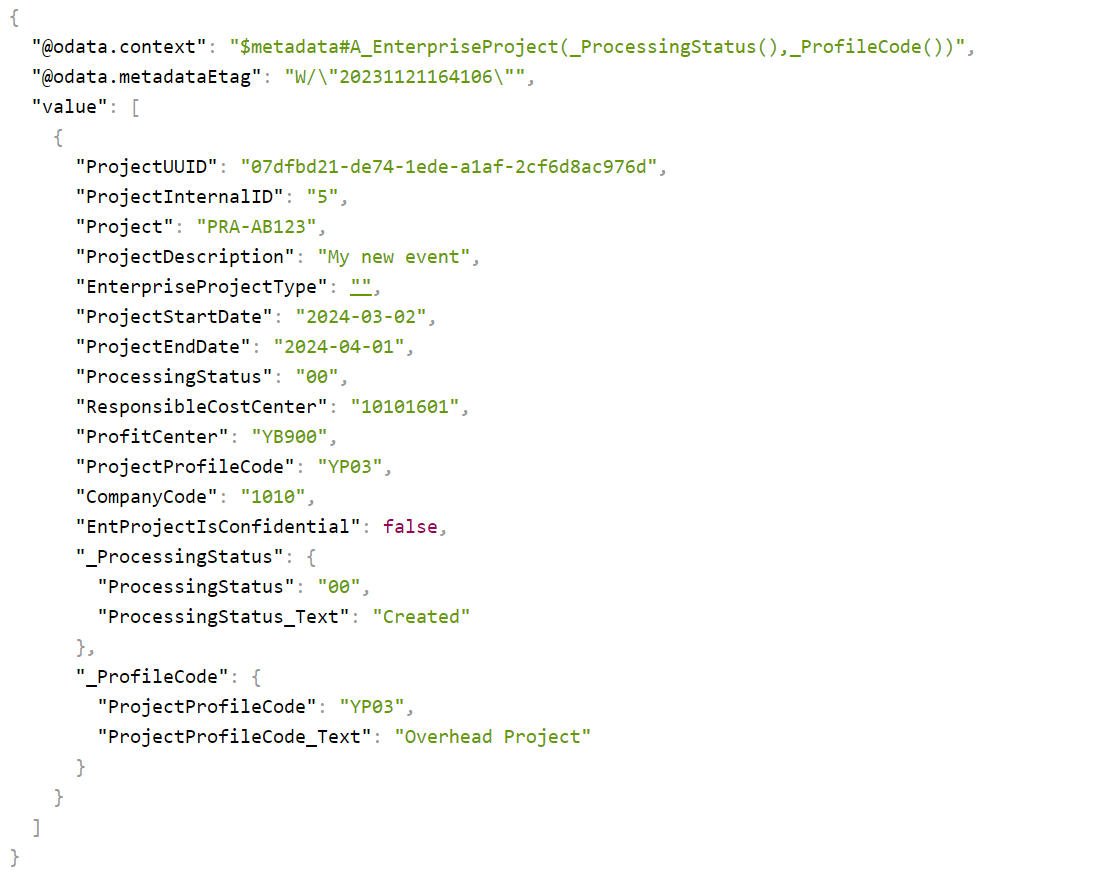 {
  "@odata.context": "$metadata#A_EnterpriseProject(_ProcessingStatus(),_ProfileCode())",
  "@odata.metadataEtag": "W/\"20231121164106\"",
  "value": [
    {
      "ProjectUUID": "07dfbd21-de74-1ede-a1af-2cf6d8ac976d",
      "ProjectInternalID": "5",
      "Project": "PRA-AB123",
      "ProjectDescription": "My new event",
      "EnterpriseProjectType": "",
      "ProjectStartDate": "2024-03-02",
      "ProjectEndDate": "2024-04-01",
      "ProcessingStatus": "00",
      "ResponsibleCostCenter": "10101601",
      "ProfitCenter": "YB900",
      "ProjectProfileCode": "YP03",
      "CompanyCode": "1010",
      "EntProjectIsConfidential": false,
      "_ProcessingStatus": {
        "ProcessingStatus": "00",
        "ProcessingStatus_Text": "Created"
      },
      "_ProfileCode": {
        "ProjectProfileCode": "YP03",
        "ProjectProfileCode_Text": "Overhead Project"
      }
    }
  ]
}